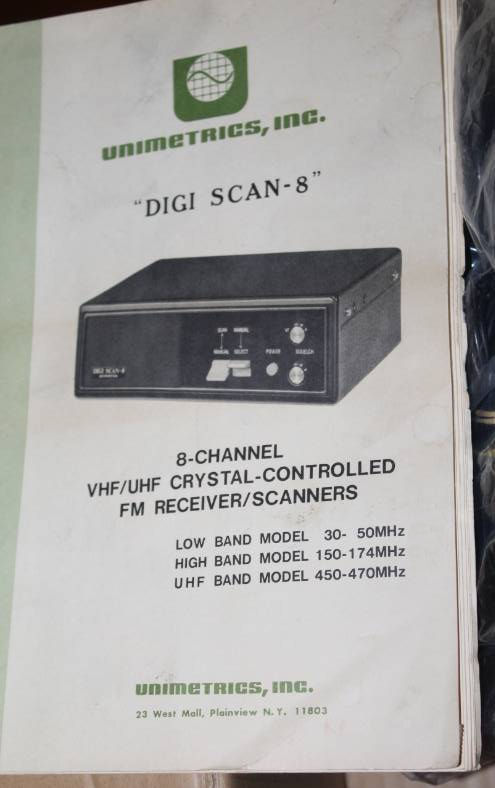 UNIMETRICS, INC.
"DIGI SCAN-8"
SCAN MANUAL
MANUAL SELECT POWER SQUELCH
DIGI SCAN-8
8-CHANNEL
VHF/UHF CRYSTAL-CONTROLLED
FM RECEIVER/SCANNERS
LOW BAND MODEL 30- 50MHz
HIGH BAND MODEL 150-174MHz
UHF BAND MODEL 450-470MHz
UNIMETRICS, INC.
23 West Mall, Plainview N.Y. 11803